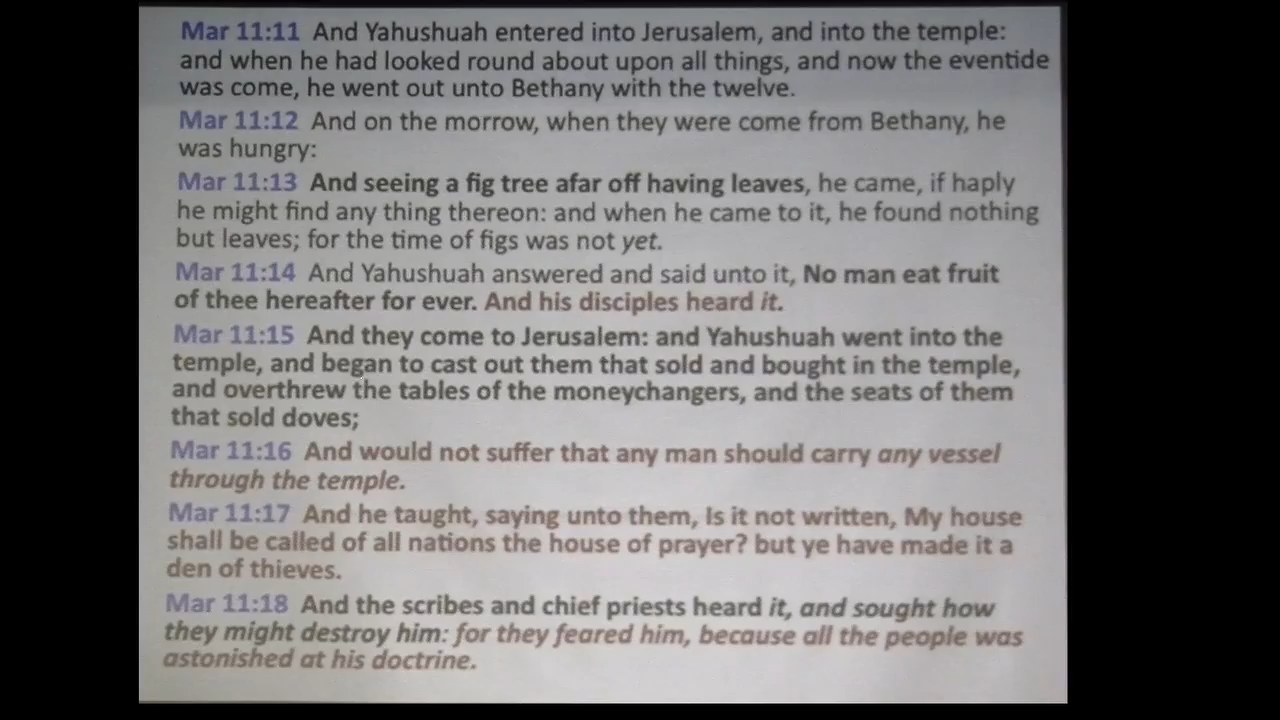 Mar 11:11 And Yahushuah entered into Jerusalem, and into the temple:
and when he had looked round about upon all things, and now the eventide
was come, he went out unto Bethany with the twelve.
Mar 11:12 And on the morrow, when they were come from Bethany, he
was hungry:
Mar 11:13 And seeing a fig tree afar off having leaves, he came, if haply
he might find any thing thereon: and when he came to it, he found nothing
but leaves; for the time of figs was not yet.
Mar 11:14 And Yahushuah answered and said unto it, No man eat fruit
of thee hereafter for ever. And his disciples heard it.
Mar 11:15 And they come to Jerusalem: and Yahushuah went into the
temple, and began to cast out them that sold and bought in the temple,
and overthrew the tables of the moneychangers, and the seats of them
that sold doves;
Mar 11:16 And would not suffer that any man should carry any vessel
through the temple.
Mar 11:17 And he taught, saying unto them, Is it not written, My house
shall be called of all nations the house of prayer? but ye have made it a
den of thieves.
Mar 11:18 And the scribes and chief priests heard it, and sought how
they might destroy him: for they feared him, because all the people was
astonished at his doctrine.